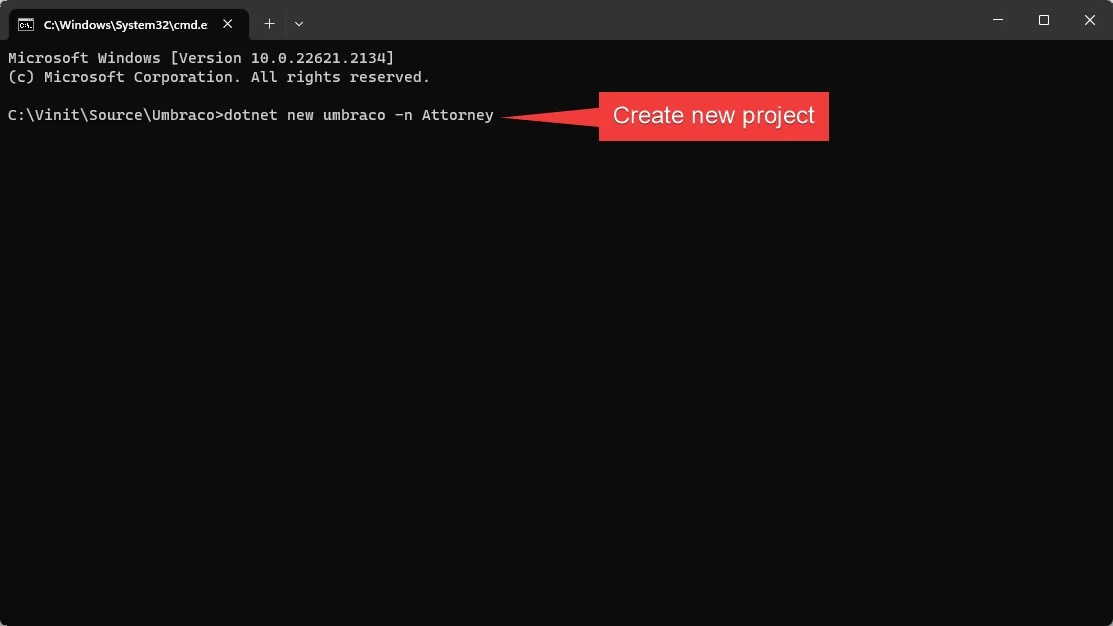 C:\Windows\System32\cmd.e
Microsoft Windows [Version 10.0.22621.2134]
(c) Microsoft Corporation. All rights reserved.
C:\Vinit\Source\Umbraco>dotnet new umbraco -n Attorney
Create new project